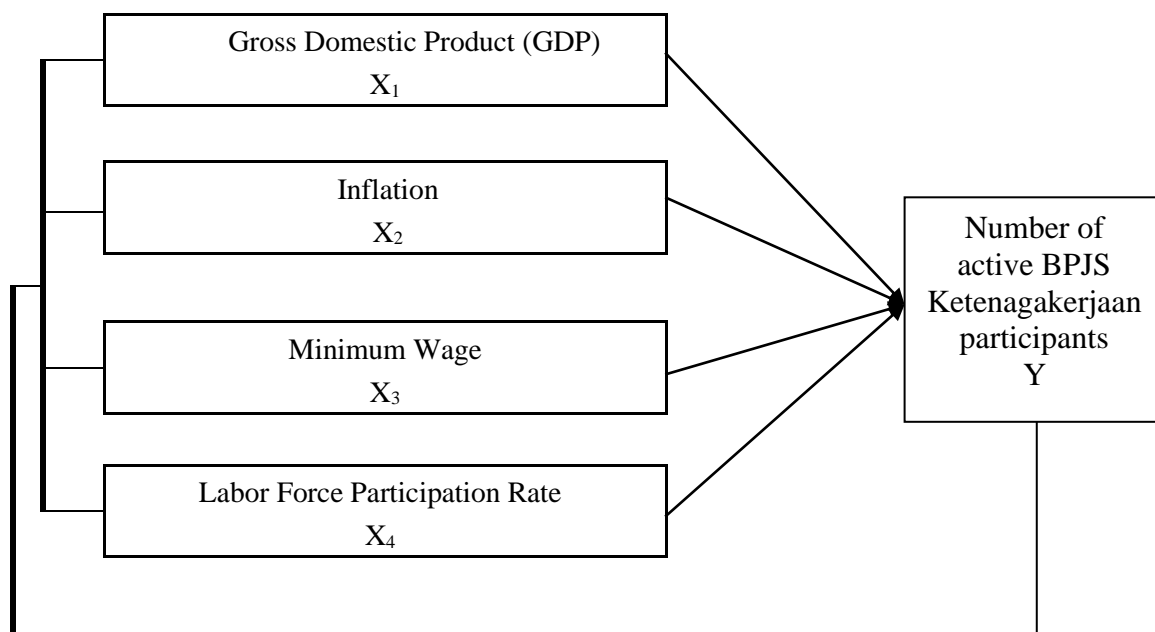 Gross Domestic Product (GDP)
X₁
Inflation
X₂
Minimum Wage
X₃
Labor Force Participation Rate
X₄
Number of
active BPJS
Ketenagakerjaan
participants
Y